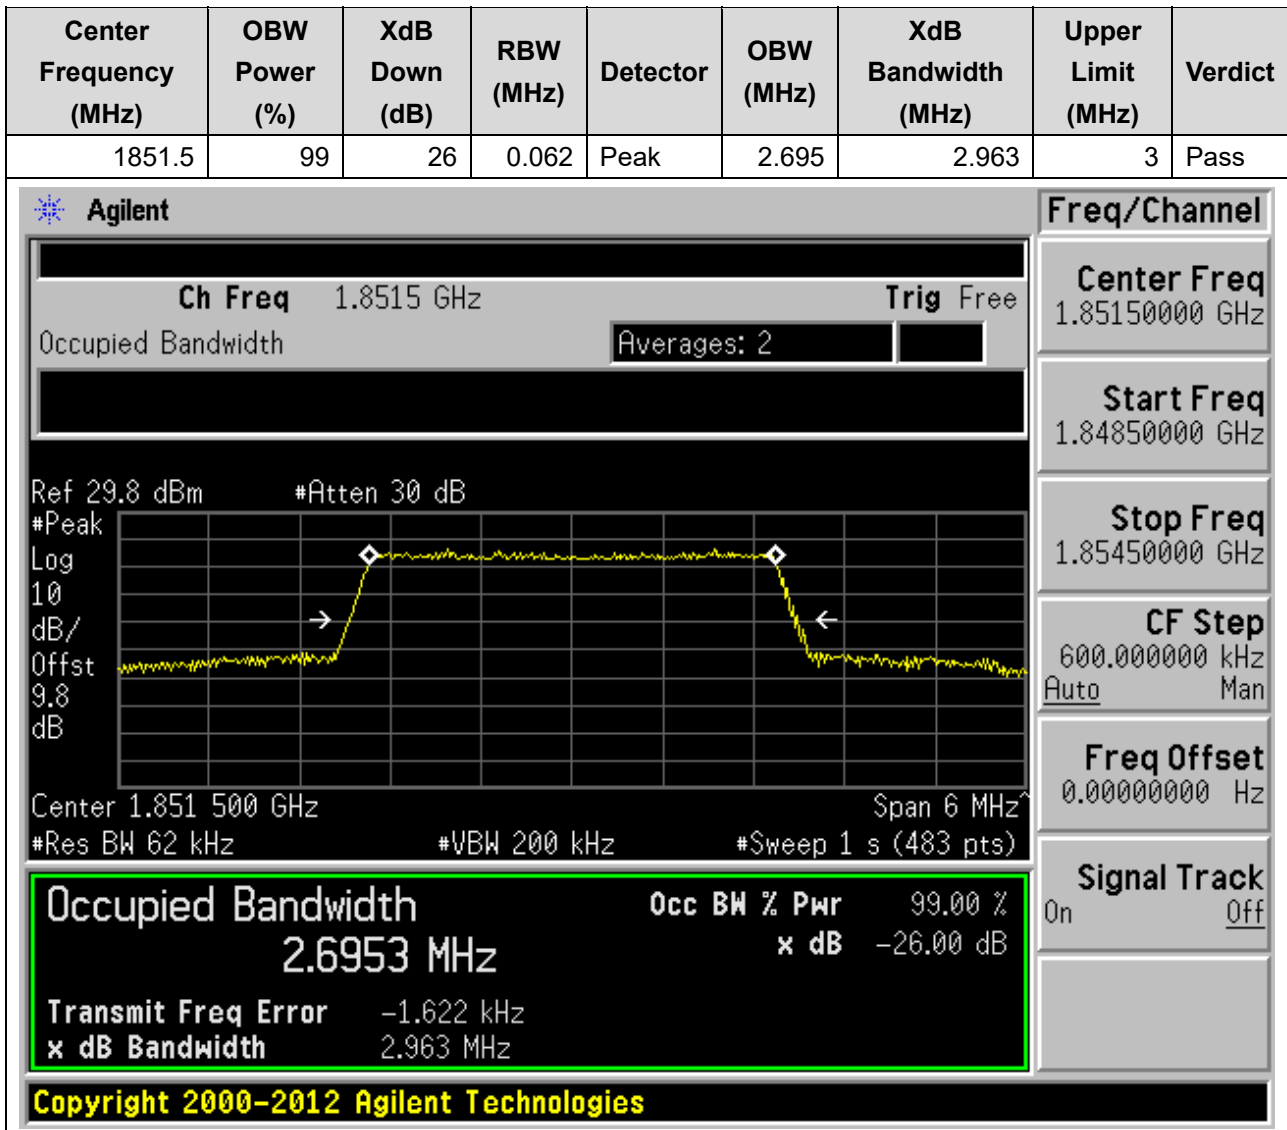 Center Frequency (MHz) OBW Power (%) XdB Down (dB) RBW (MHz) Detector OBW (MHz) XdB Bandwidth (MHz) Upper Limit (MHz) Verdict
1851.5 99 26 0.062 Peak 2.695 2.963 3 Pass
Agilent
Freq/Channel
Ch Freq 1.8515 GHz Trig Free
Occupied Bandwidth Averages: 2
Center Freq
1.85150000 GHz
Start Freq
1.84850000 GHz
Stop Freq
1.85450000 GHz
CF Step
600.000000 kHz
Auto Man
Freq Offset
0.00000000 Hz
Signal Track
On Off
Ref 29.8 dBm #Atten 30 dB
#Peak
Log
10
dB/
Offst
9.8
dB
Center 1.851 500 GHz Span 6 MHz^
#Res BW 62 kHz #VBW 200 kHz #Sweep 1 s (483 pts)
Occupied Bandwidth Occ BW % Pwr 99.00 %
2.6953 MHz x dB -26.00 dB
Transmit Freq Error -1.622 kHz
x dB Bandwidth 2.963 MHz
Copyright 2000-2012 Agilent Technologies